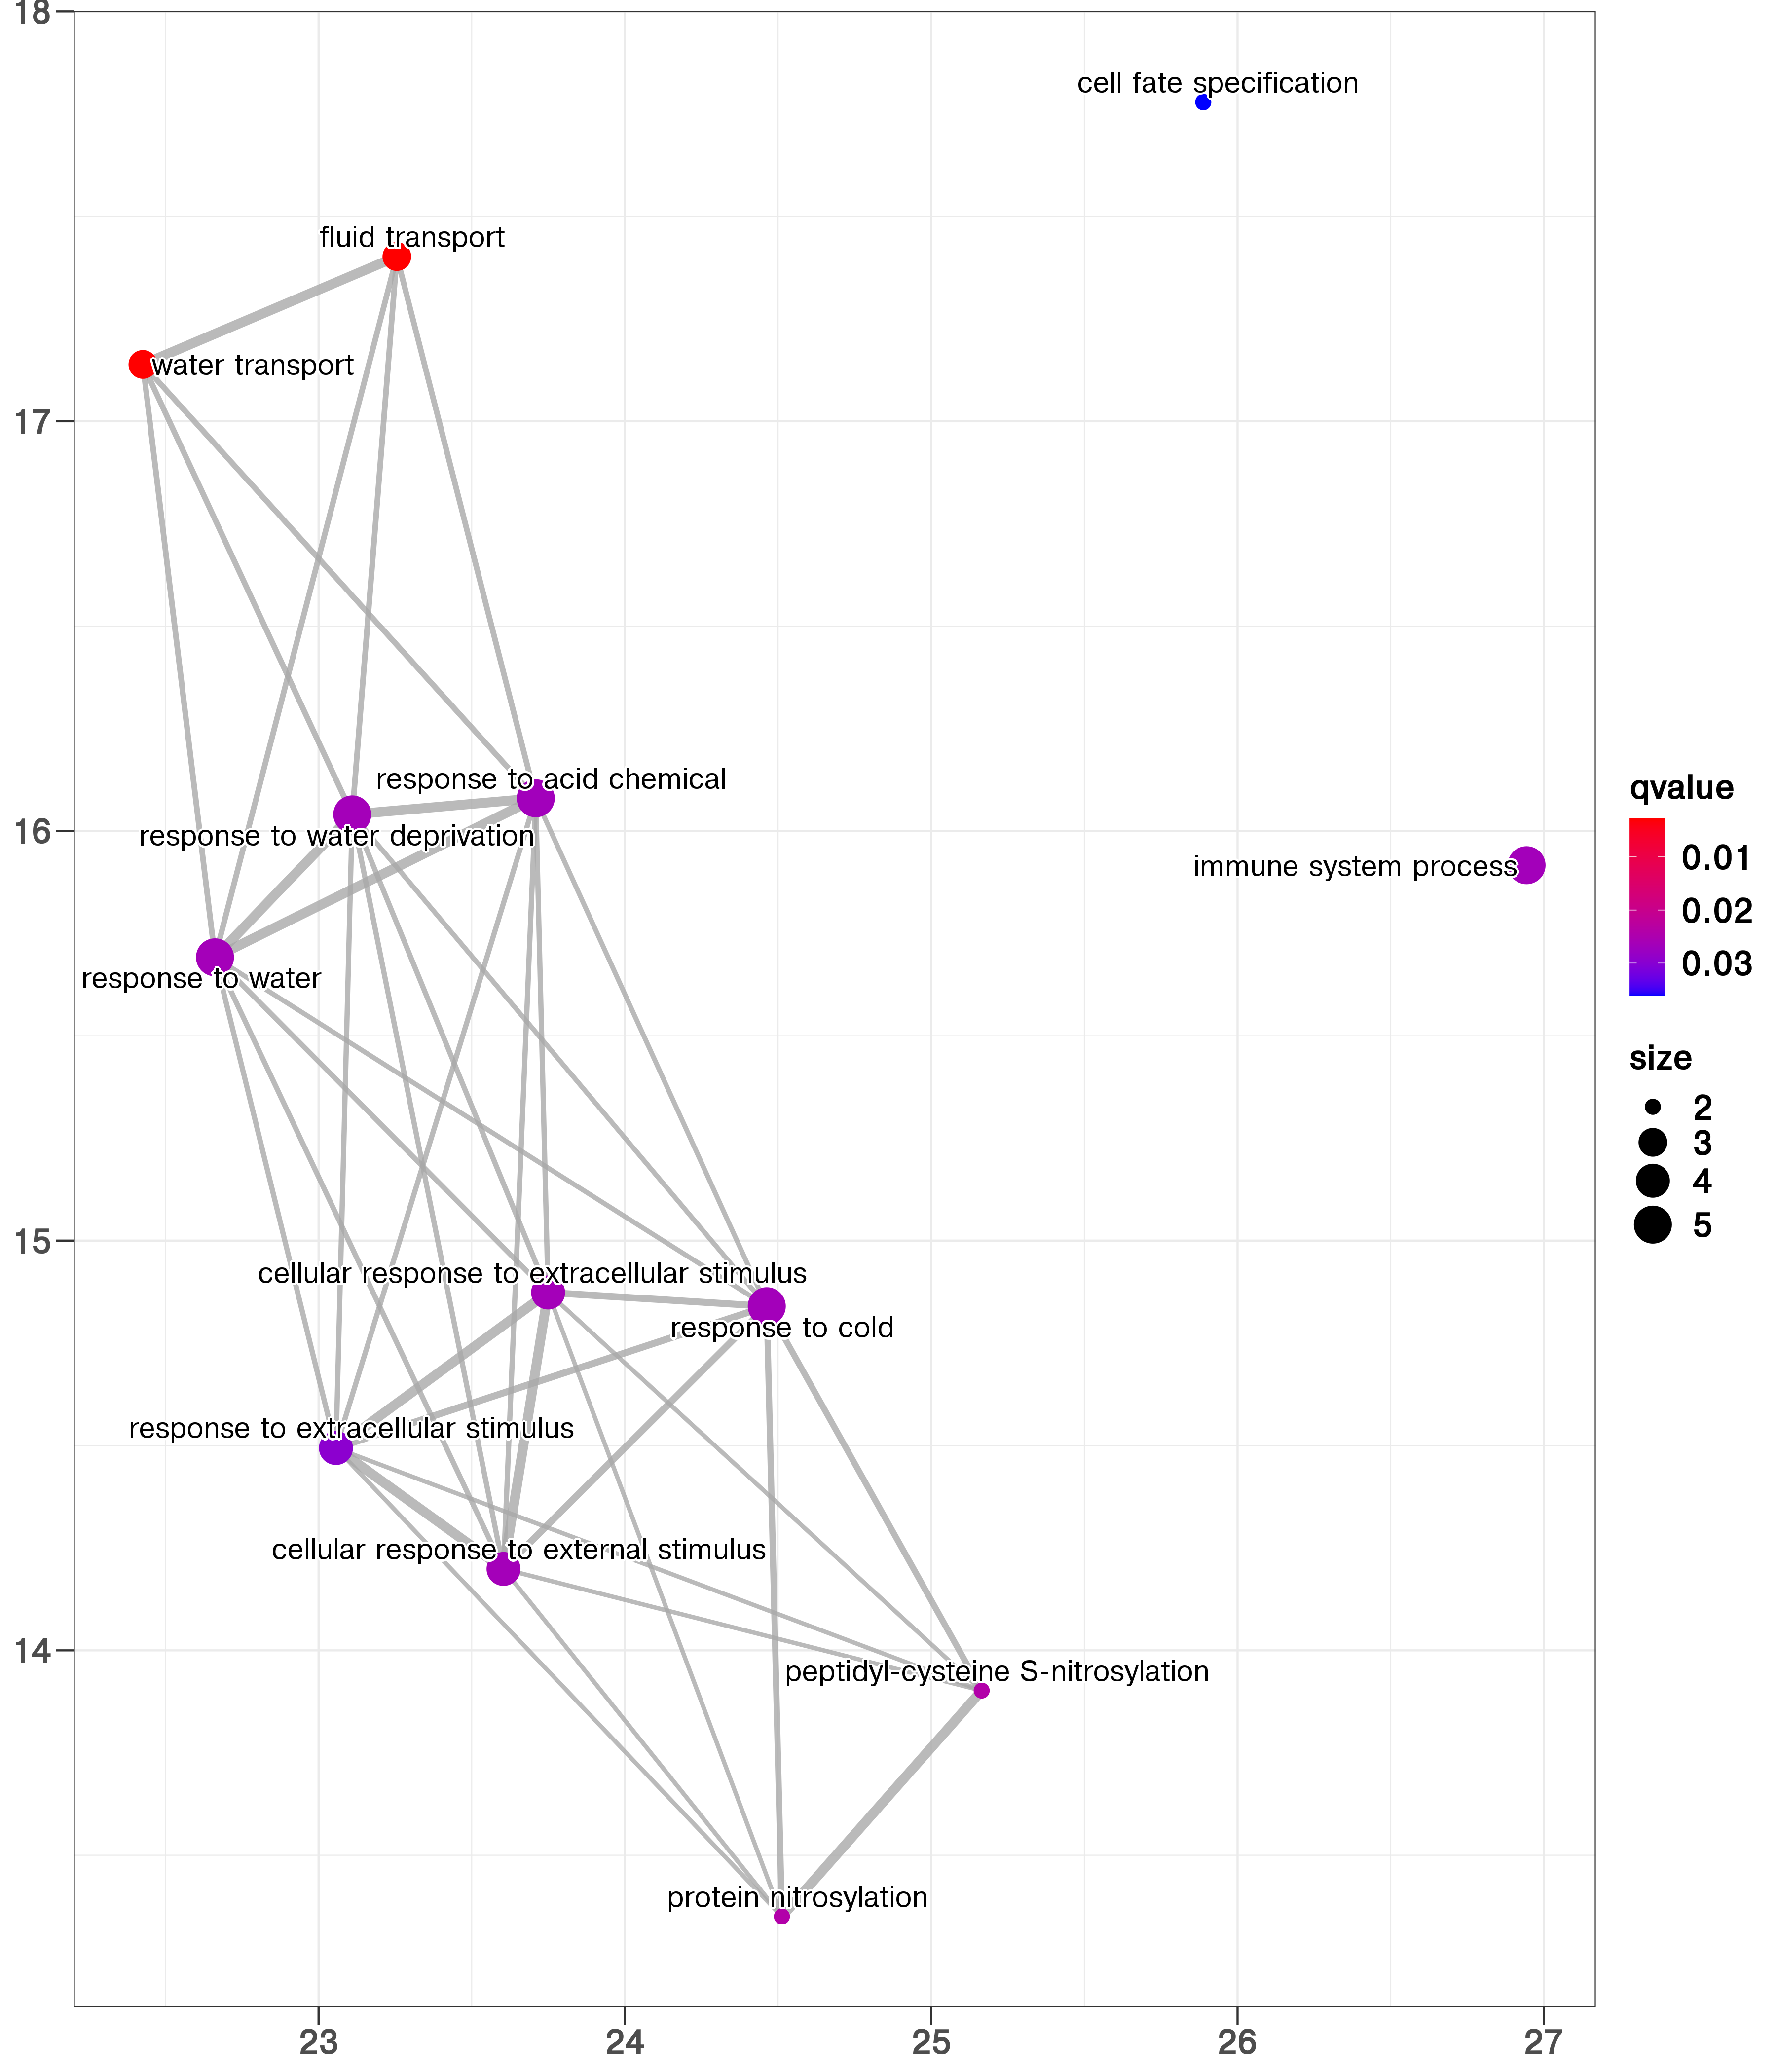 18
cell fate specification
fluid transport
water transport
17
response to acid chemical
response to water deprivation
16
immune system process
response to water
qvalue
0.01
0.02
0.03
size
2
3
4
5
15
cellular response to extracellular stimulus
response to cold
response to extracellular stimulus
cellular response to external stimulus
14
peptidyl-cysteine S-nitrosylation
protein nitrosylation
23
24
25
26
27